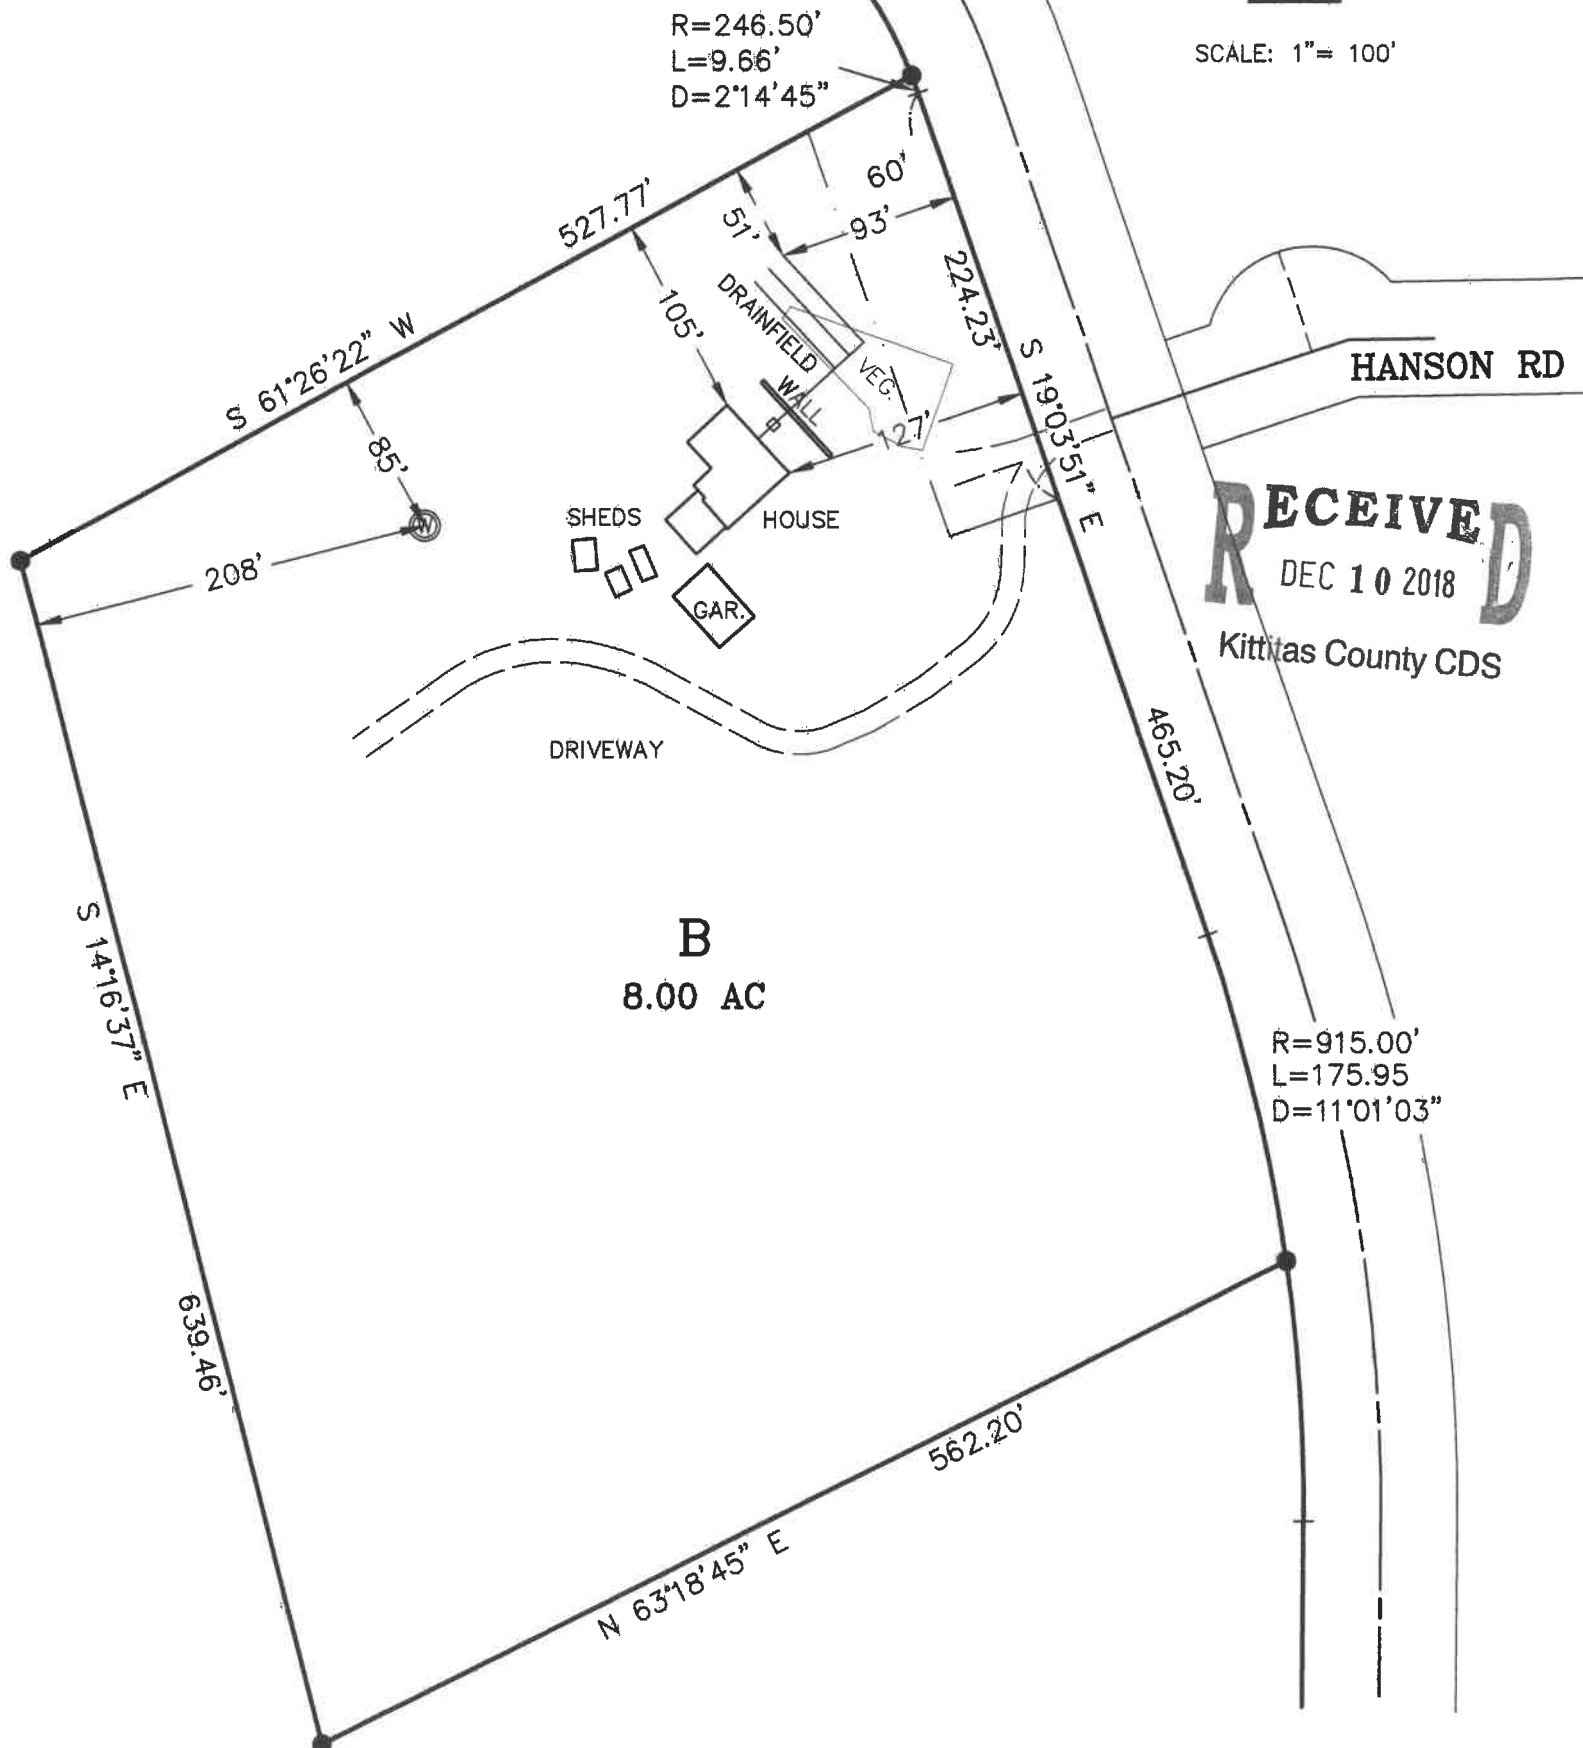 R=246.50'
L=9.66'
D=2°14'45"
SCALE: 1"= 100'
527.77'
S 61°26'22" W
60'
51'
93'
105'
224.23'
DRAINFIELD
WALL
VEG.
127'
S 19°03'51" E
HANSON RD
85'
W
208'
SHEDS
HOUSE
GAR.
DRIVEWAY
RECEIVED
DEC 10 2018
Kittitas County CDS
465.20'
B
8.00 AC
S 14°16'37" E
639.46'
R=915.00'
L=175.95
D=11°01'03"
562.20'
N 63°18'45" E